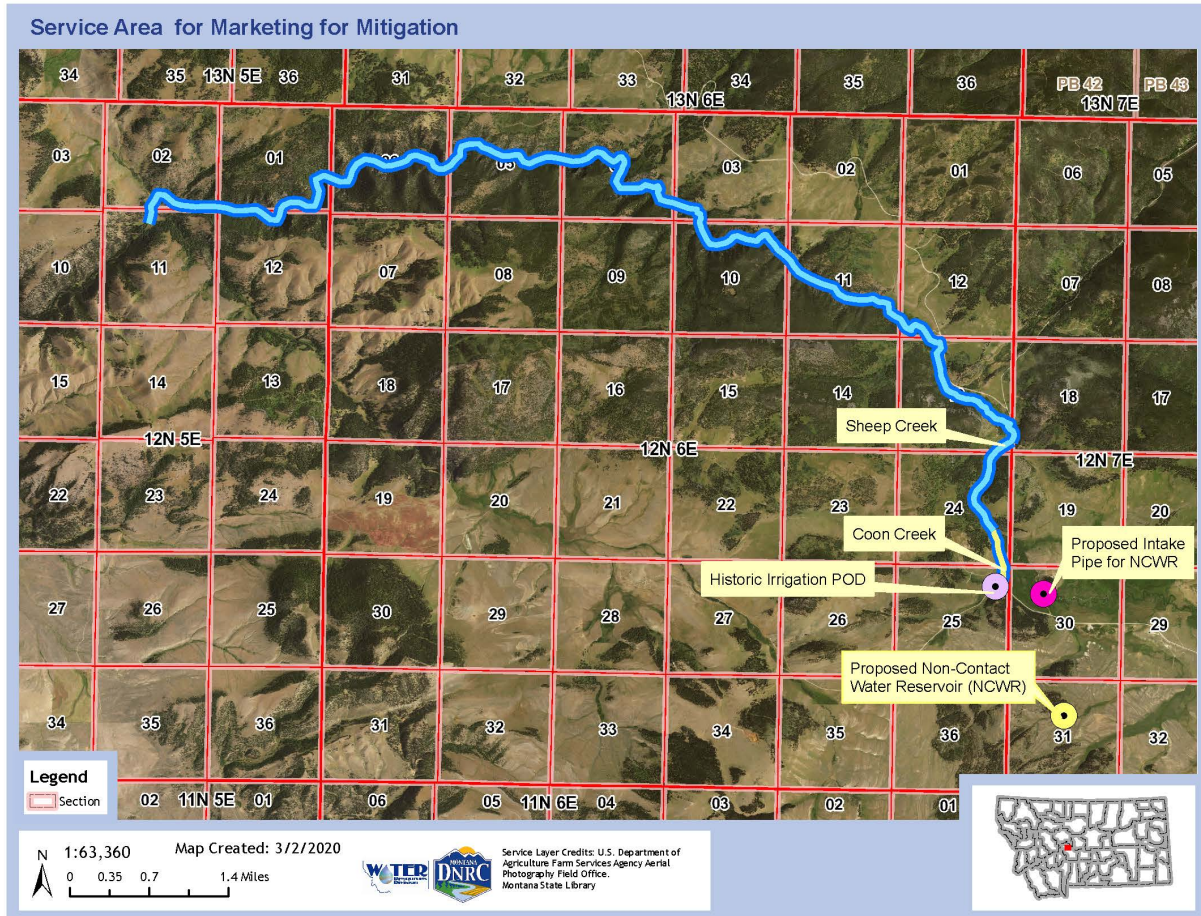 Service Area for Marketing for Mitigation
34 35 13N 5E 36 31 32 33 34 35 36 PB 42 PB 43
13N 6E 13N 7E
03 02 01 05 03 02 01 06 05
10 11 12 07 08 09 10 11 12 07 08
15 14 13 18 17 16 15 14 18 17
Sheep Creek
12N 5E 12N 6E 12N 7E
22 23 24 19 20 21 22 23 24 19 20
Coon Creek
Proposed Intake
Pipe for NCWR
Historic Irrigation POD
27 26 25 30 29 28 27 26 25 30 29
Proposed Non-Contact
Water Reservoir (NCWR)
34 35 36 31 32 33 34 35 36 31 32
Legend
Section
02 11N 5E 01 06 05 11N 6E 04 03 02 01
N
1:63,360 Map Created: 3/2/2020
0 0.35 0.7 1.4 Miles
WATER
MONTANA
DNRC
Service Layer Credits: U.S. Department of
Agriculture Farm Services Agency Aerial
Photography Field Office.
Montana State Library